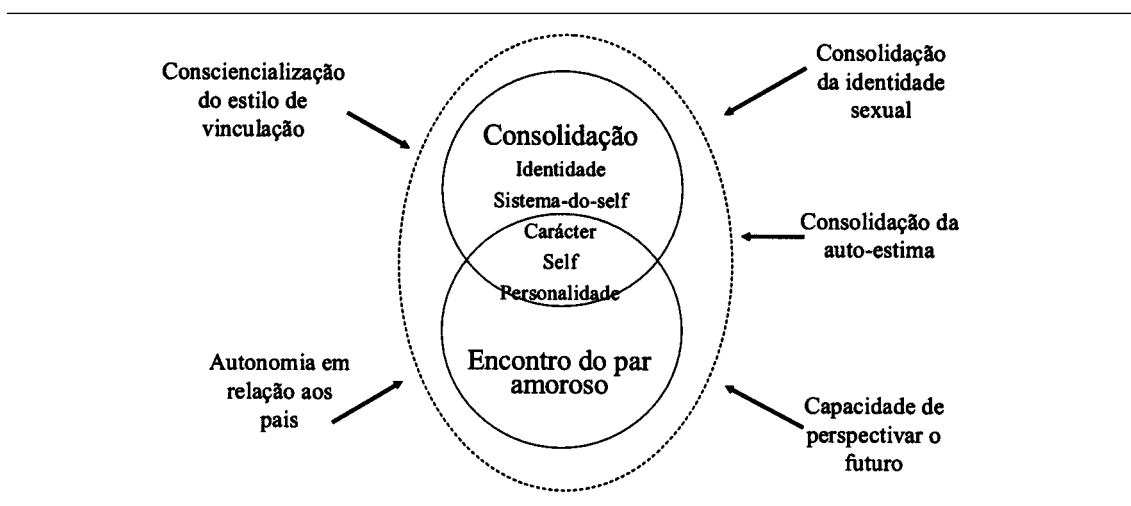 Consciencialização
do estilo de
vinculação
Consolidação
da identidade
sexual
Consolidação
Identidade
Sistema-do-self
Carácter
Self
Personalidade
Consolidação da
auto-estima
Encontro do par
amoroso
Autonomia em
relação aos
pais
Capacidade de
perspectivar o
futuro